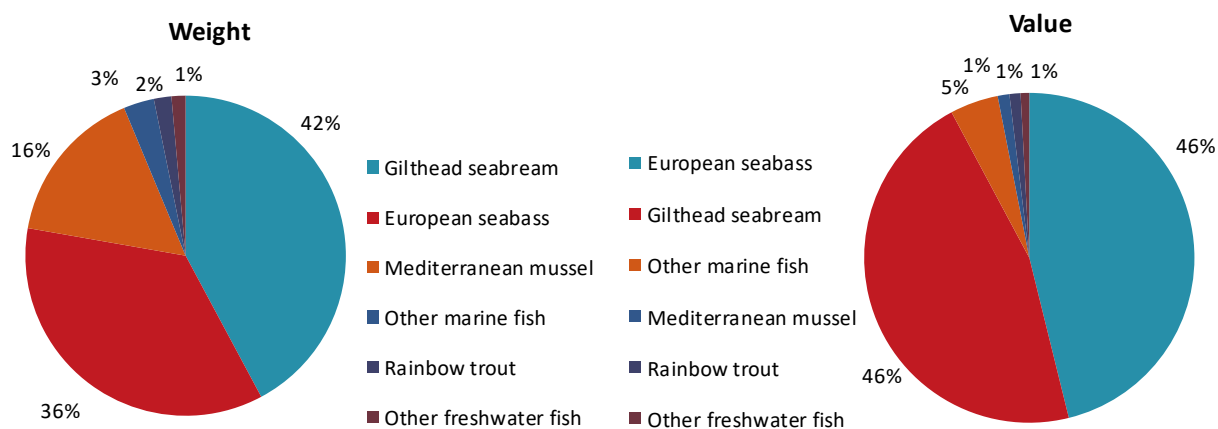 Weight
3%
2%
1%
42%
16%
36%
Gilthead seabream
European seabass
Mediterranean mussel
Other marine fish
Rainbow trout
Other freshwater fish
Value
1%
1%
1%
5%
46%
46%
European seabass
Gilthead seabream
Other marine fish
Mediterranean mussel
Rainbow trout
Other freshwater fish